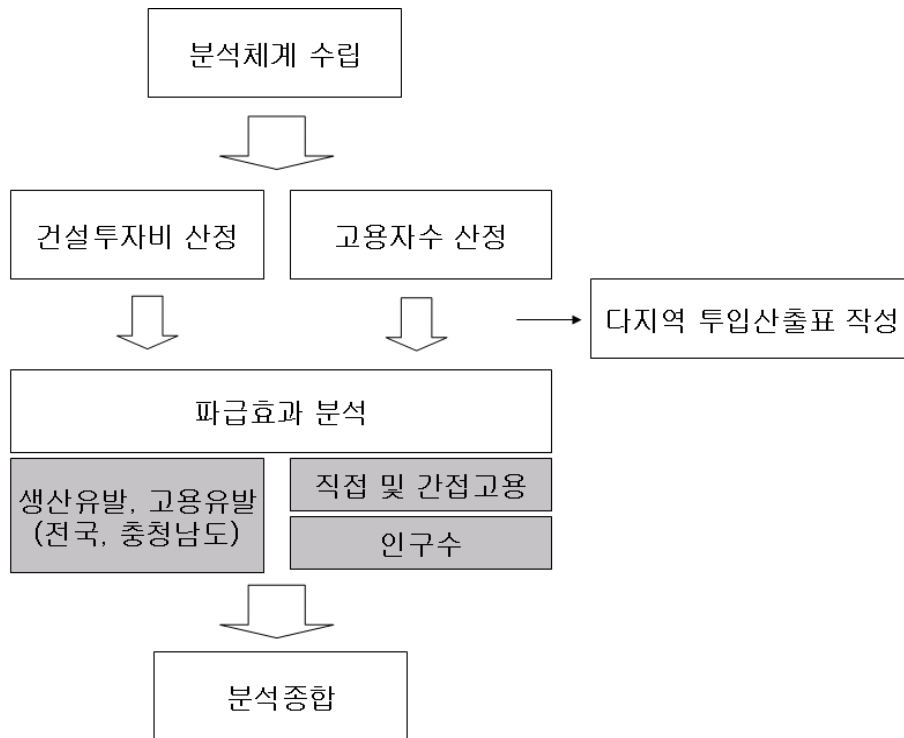 분석체계 수립
건설투자비 산정
고용자수 산정
다지역 투입산출표 작성
파급효과 분석
생산유발, 고용유발
(전국, 충청남도)
직접 및 간접고용
인구수
분석종합